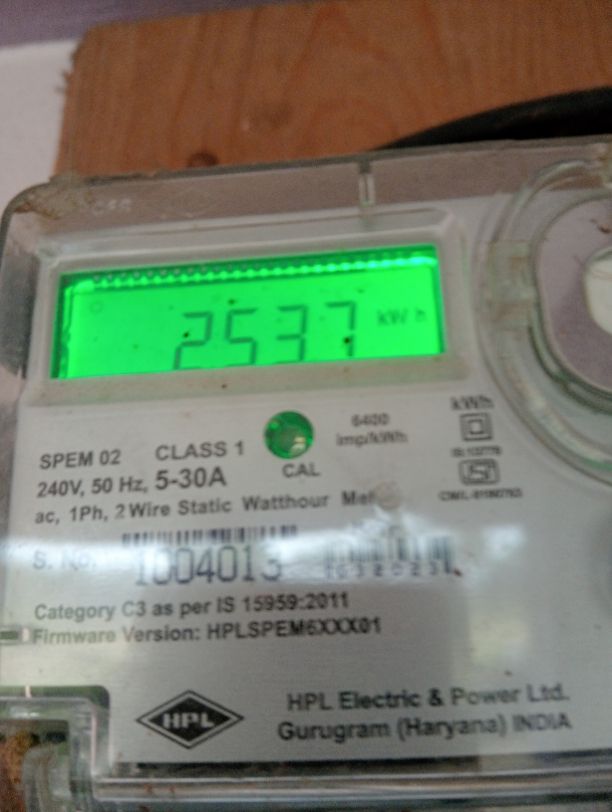 2537 kWh
6400
imp/kWh
kWh
SPEM 02 CLASS 1
CAL
240V, 50 Hz, 5-30A
ac, 1Ph, 2 Wire Static Watthour
S. No. 1004013
Category C3 as per IS 15959:2011
Firmware Version: HPLSPEM6XXX01
HPL
HPL Electric & Power Ltd.
Gurugram (Haryana) INDIA